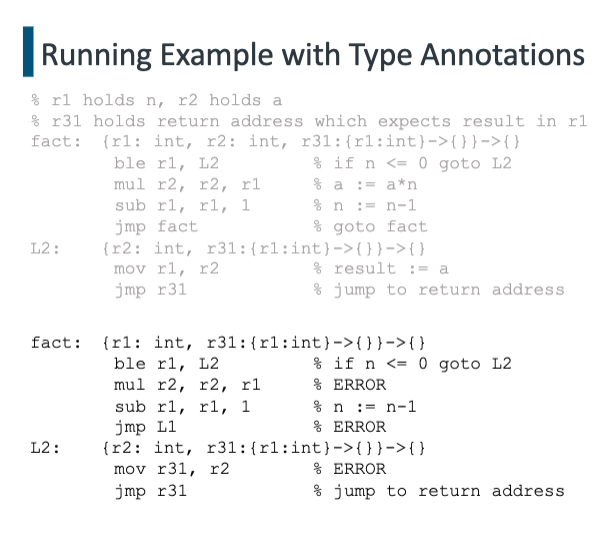 Running Example with Type Annotations
% r1 holds n, r2 holds a
% r31 holds return address which expects result in r1
fact:  {r1: int, r2: int, r31:{r1:int}->{}}->{}
ble r1, L2          % if n <= 0 goto L2
mul r2, r2, r1      % a := a*n
sub r1, r1, 1       % n := n-1
jmp fact            % goto fact
L2:    {r2: int, r31:{r1:int}->{}}->{}
mov r1, r2          % result := a
jmp r31             % jump to return address
fact:  {r1: int, r31:{r1:int}->{}}->{}
ble r1, L2          % if n <= 0 goto L2
mul r2, r2, r1      % ERROR
sub r1, r1, 1       % n := n-1
jmp L1              % ERROR
L2:    {r2: int, r31:{r1:int}->{}}->{}
mov r31, r2         % ERROR
jmp r31             % jump to return address